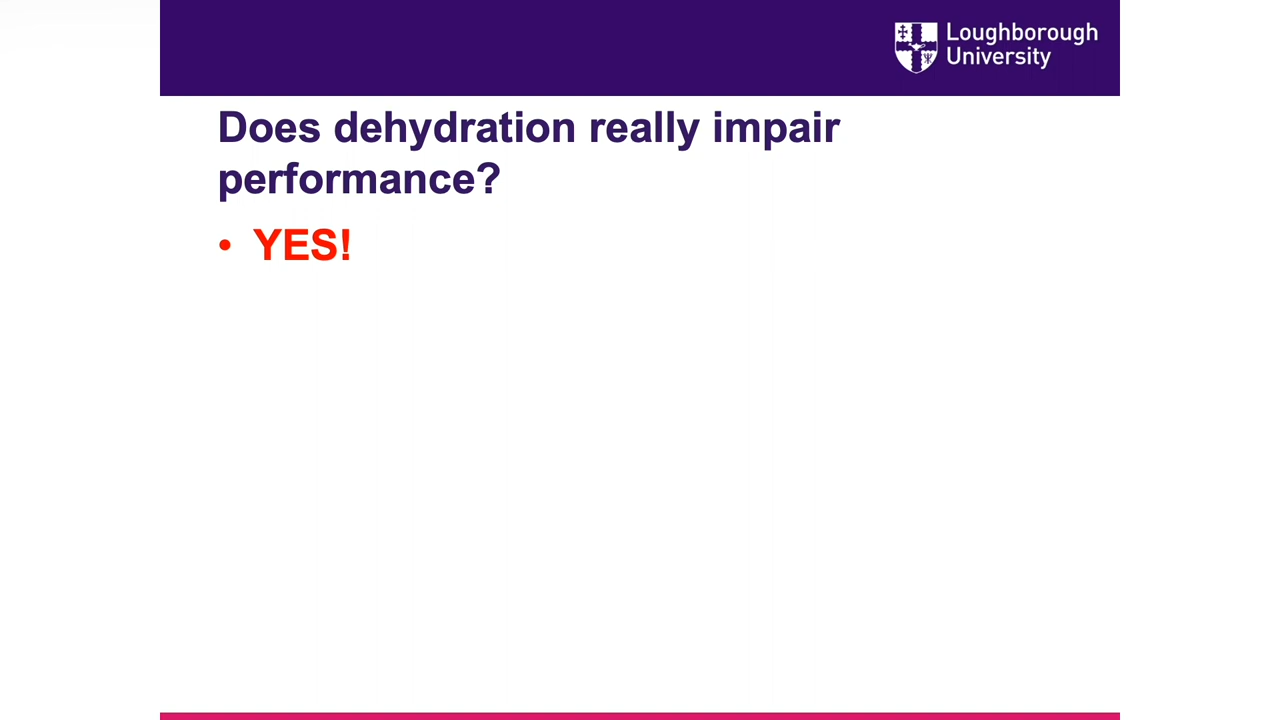 Loughborough
University
Does dehydration really impair
performance?
• YES!